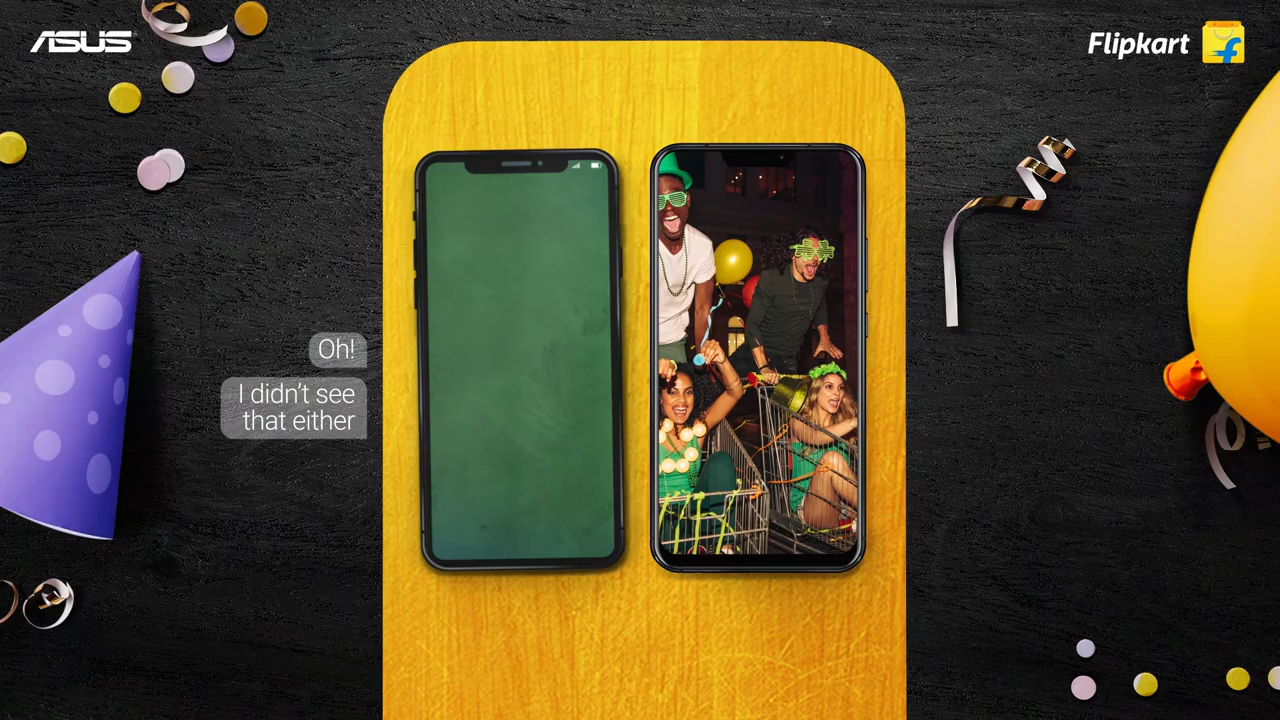 ASUS
Flipkart
Oh!
I didn't see
that either